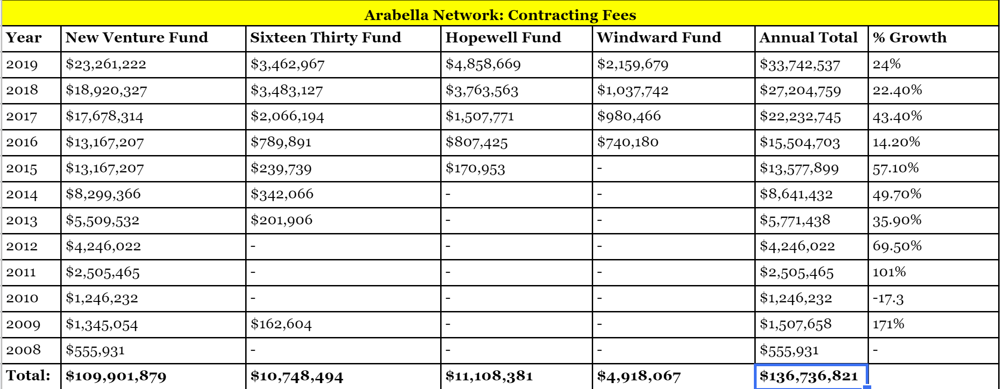 Arabella Network: Contracting Fees
Year New Venture Fund Sixteen Thirty Fund Hopewell Fund Windward Fund Annual Total % Growth
2019 $23,261,222 $3,462,967 $4,858,669 $2,159,679 $33,742,537 24%
2018 $18,920,327 $3,483,127 $3,763,563 $1,037,742 $27,204,759 22.40%
2017 $17,678,314 $2,066,194 $1,507,771 $980,466 $22,232,745 43.40%
2016 $13,167,207 $789,891 $807,425 $740,180 $15,504,703 14.20%
2015 $13,167,207 $239,739 $170,953 - $13,577,899 57.10%
2014 $8,299,366 $342,066 - - $8,641,432 49.70%
2013 $5,509,532 $201,906 - - $5,771,438 35.90%
2012 $4,246,022 - - - $4,246,022 69.50%
2011 $2,505,465 - - - $2,505,465 101%
2010 $1,246,232 - - - $1,246,232 -17.3
2009 $1,345,054 $162,604 - - $1,507,658 171%
2008 $555,931 - - - $555,931 -
Total: $109,901,879 $10,748,494 $11,108,381 $4,918,067 $136,736,821